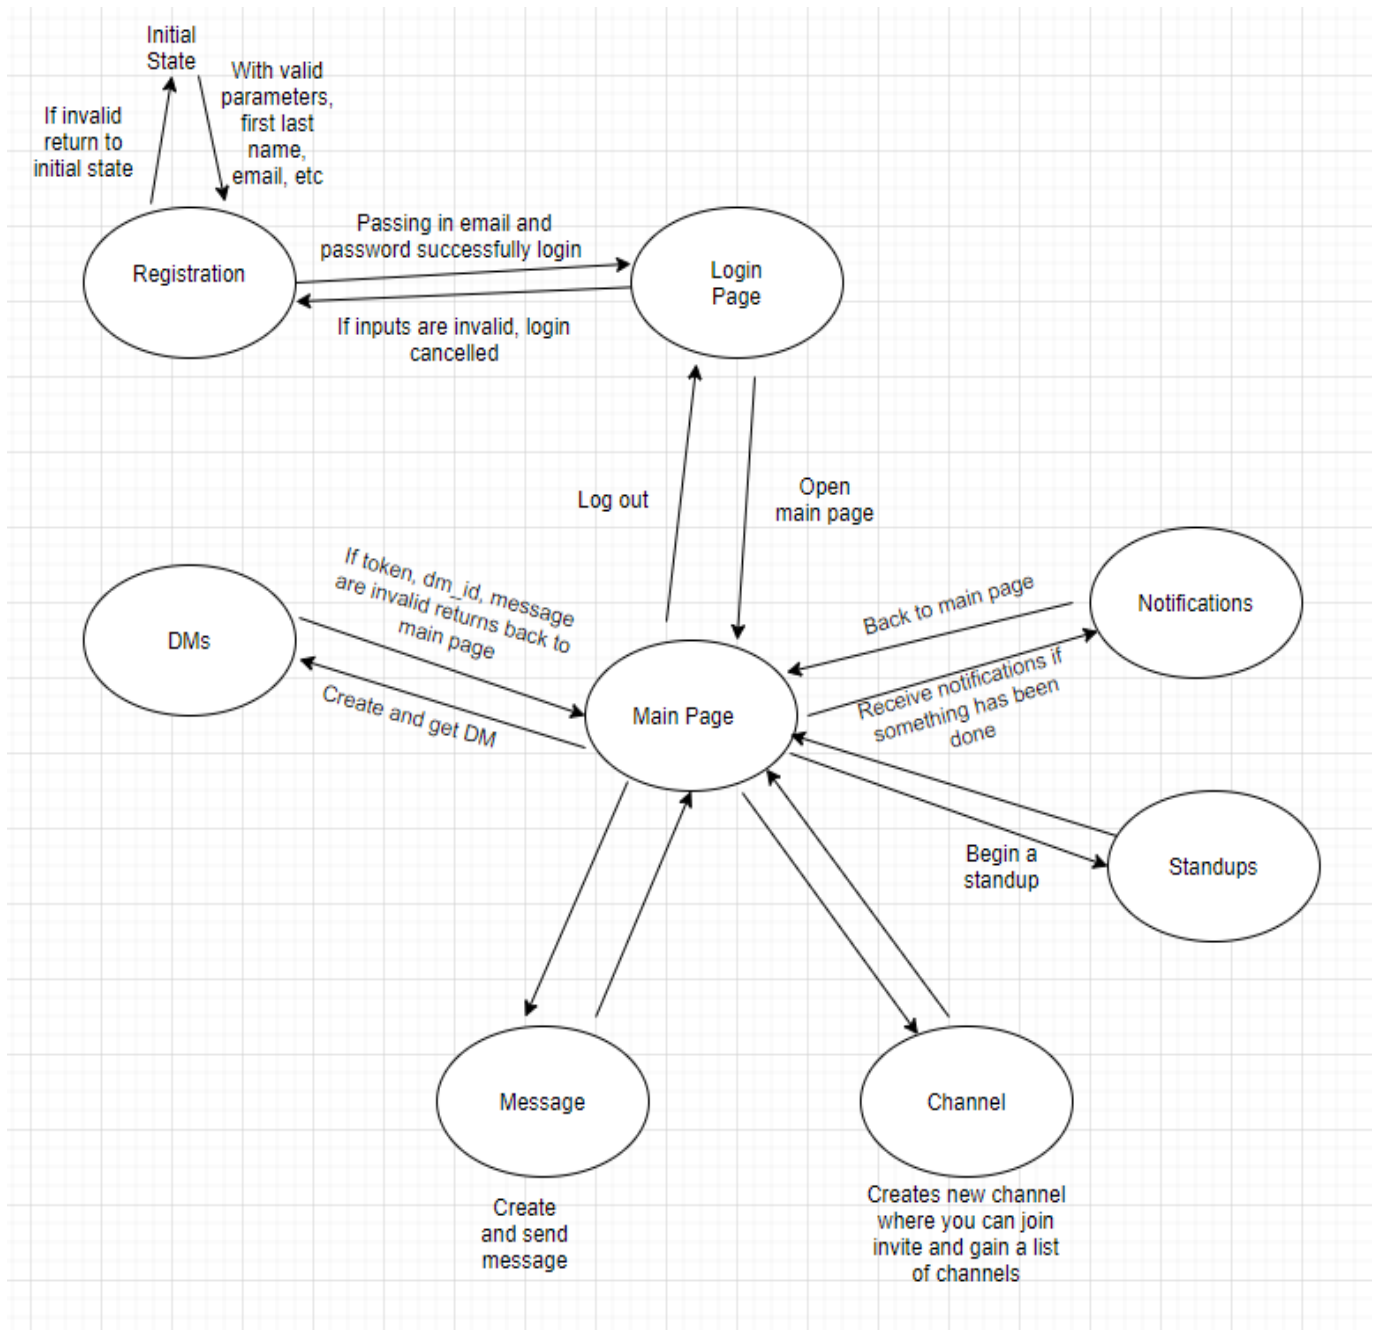 Initial
State
With valid
parameters,
first last
name,
email, etc
If invalid
return to
initial state
Registration
Passing in email and
password successfully login
Login
Page
If inputs are invalid, login
cancelled
Log out
Open
main page
If token, dm_id, message
are invalid returns back to
main page
DMs
Create and get DM
Main Page
Back to main page
Notifications
Receive notifications if
something has been
done
Begin a
standup
Standups
Message
Create
and send
message
Channel
Creates new channel
where you can join
invite and gain a list
of channels